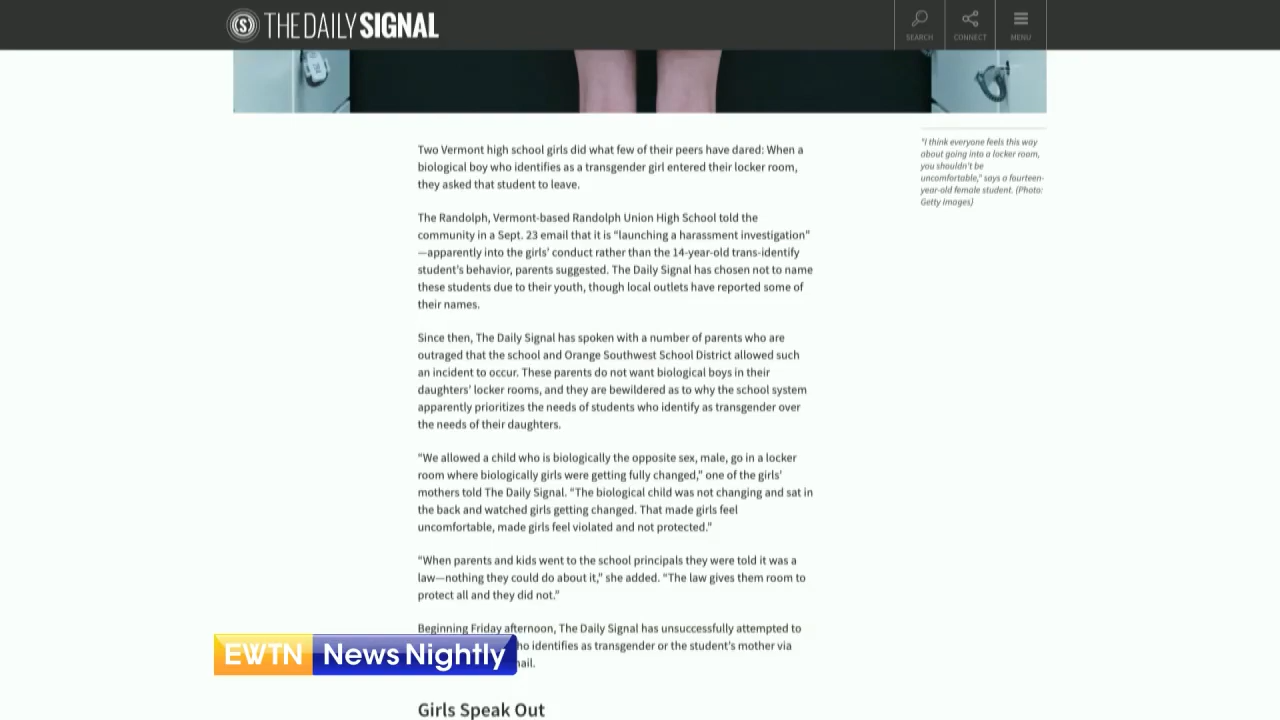 THE DAILY SIGNAL
SEARCH
CONNECT
MENU
"I think everyone feels this way
about going into a locker room,
you shouldn't be
uncomfortable," says a fourteen-
year-old female student. (Photo:
Getty Images)
Two Vermont high school girls did what few of their peers have dared: When a
biological boy who identifies as a transgender girl entered their locker room,
they asked that student to leave.
The Randolph, Vermont-based Randolph Union High School told the
community in a Sept. 23 email that it is “launching a harassment investigation”
—apparently into the girls’ conduct rather than the 14-year-old trans-identify
student’s behavior, parents suggested. The Daily Signal has chosen not to name
these students due to their youth, though local outlets have reported some of
their names.
Since then, The Daily Signal has spoken with a number of parents who are
outraged that the school and Orange Southwest School District allowed such
an incident to occur. These parents do not want biological boys in their
daughters’ locker rooms, and they are bewildered as to why the school system
apparently prioritizes the needs of students who identify as transgender over
the needs of their daughters.
“We allowed a child who is biologically the opposite sex, male, go in a locker
room where biologically girls were getting fully changed,” one of the girls’
mothers told The Daily Signal. “The biological child was not changing and sat in
the back and watched girls getting changed. That made girls feel
uncomfortable, made girls feel violated and not protected.”
“When parents and kids went to the school principals they were told it was a
law—nothing they could do about it,” she added. “The law gives them room to
protect all and they did not.”
Beginning Friday afternoon, The Daily Signal has unsuccessfully attempted to
identifies as transgender or the student’s mother via
EWTN News Nightly
Girls Speak Out